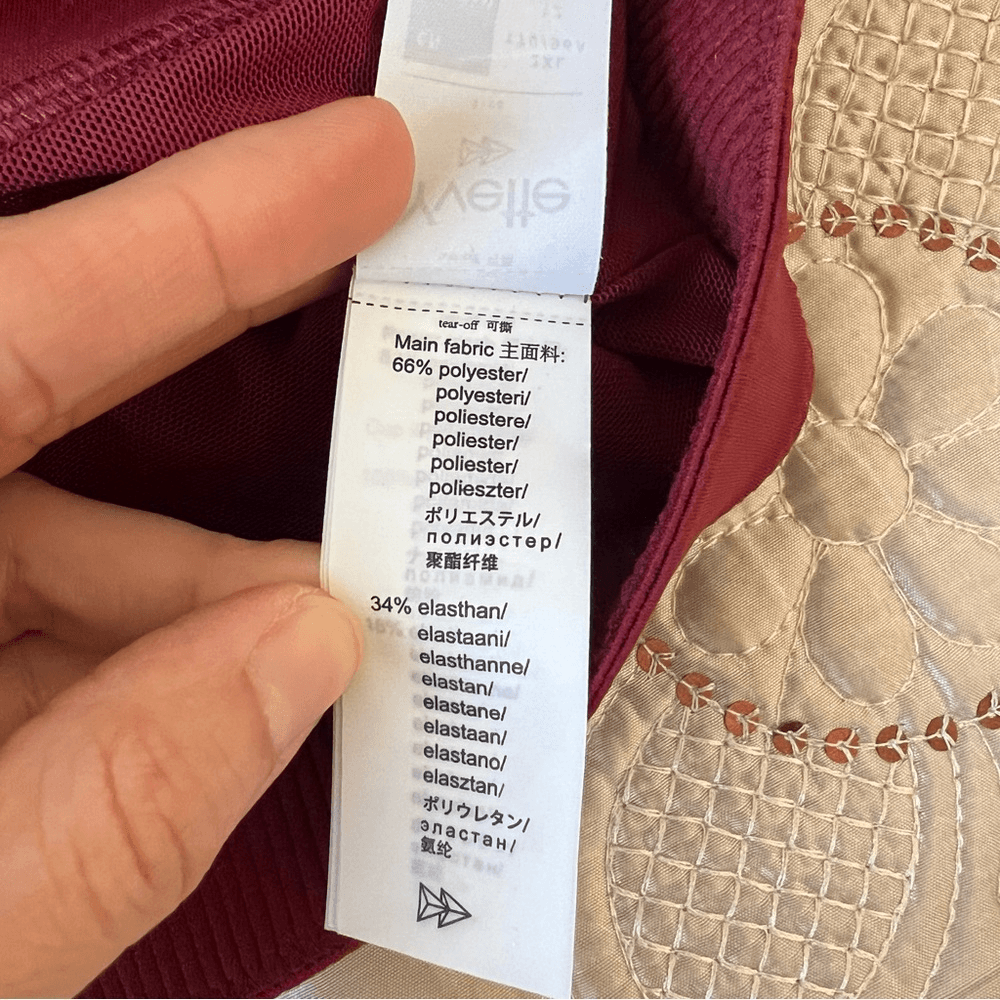 Yvette
tear-off 可撕
Main fabric 主面料:
66% polyester/
polyesteri/
poliestere/
poliester/
poliester/
polieszter/
ポリエステル/
полиэстер/
聚酯纤维
34% elasthan/
elastaani/
elasthanne/
elastan/
elastane/
elastaan/
elastano/
elasztan/
ポリウレタン/
эластан/
氨纶